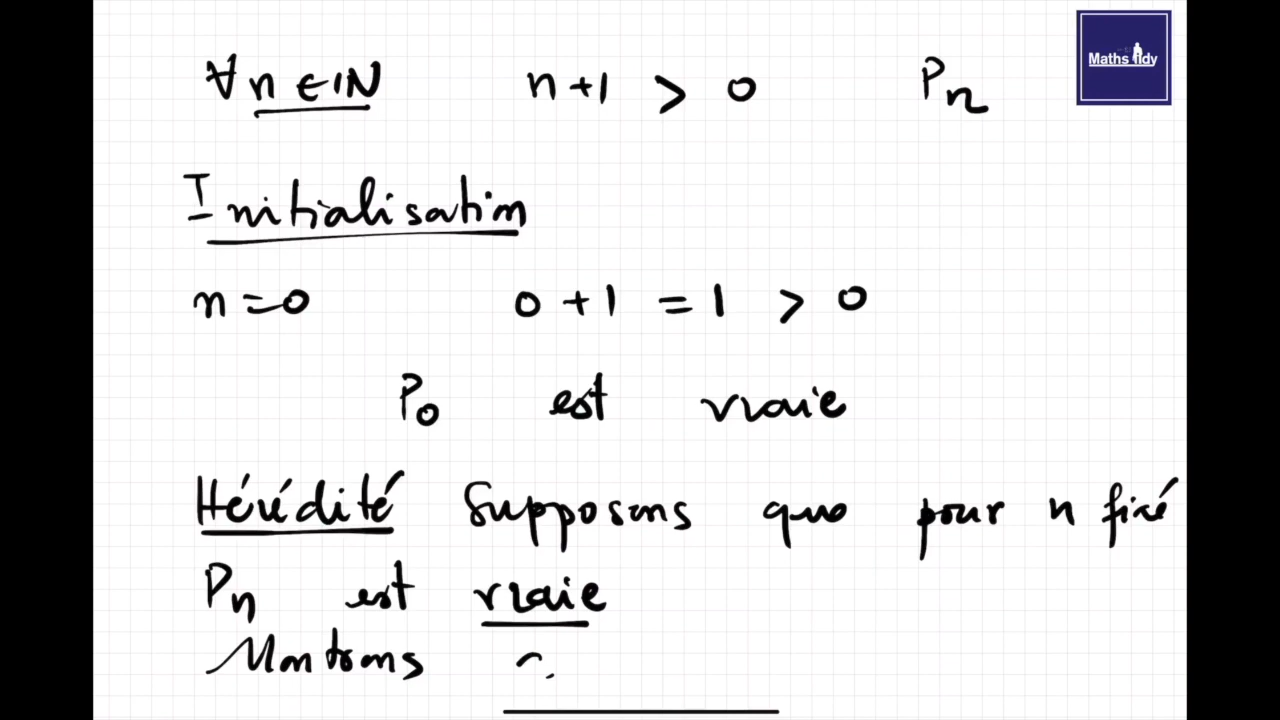 ∀ n ∈ ℕ n+1 > 0 Pn
Maths
Initialisation
n = 0 0 + 1 = 1 > 0
P0 est vraie
Hérédité Supposons que pour n fixé
Pn est vraie
Montrons